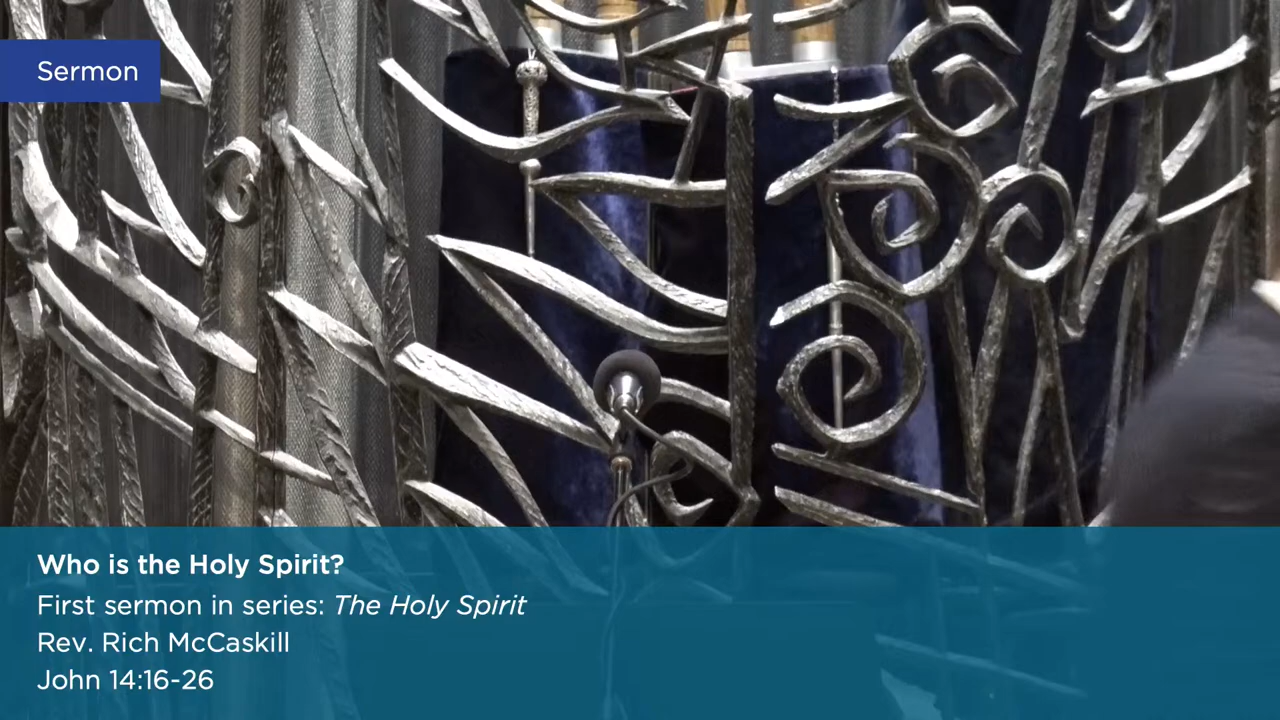 Sermon
Who is the Holy Spirit?
First sermon in series: The Holy Spirit
Rev. Rich McCaskill
John 14:16-26